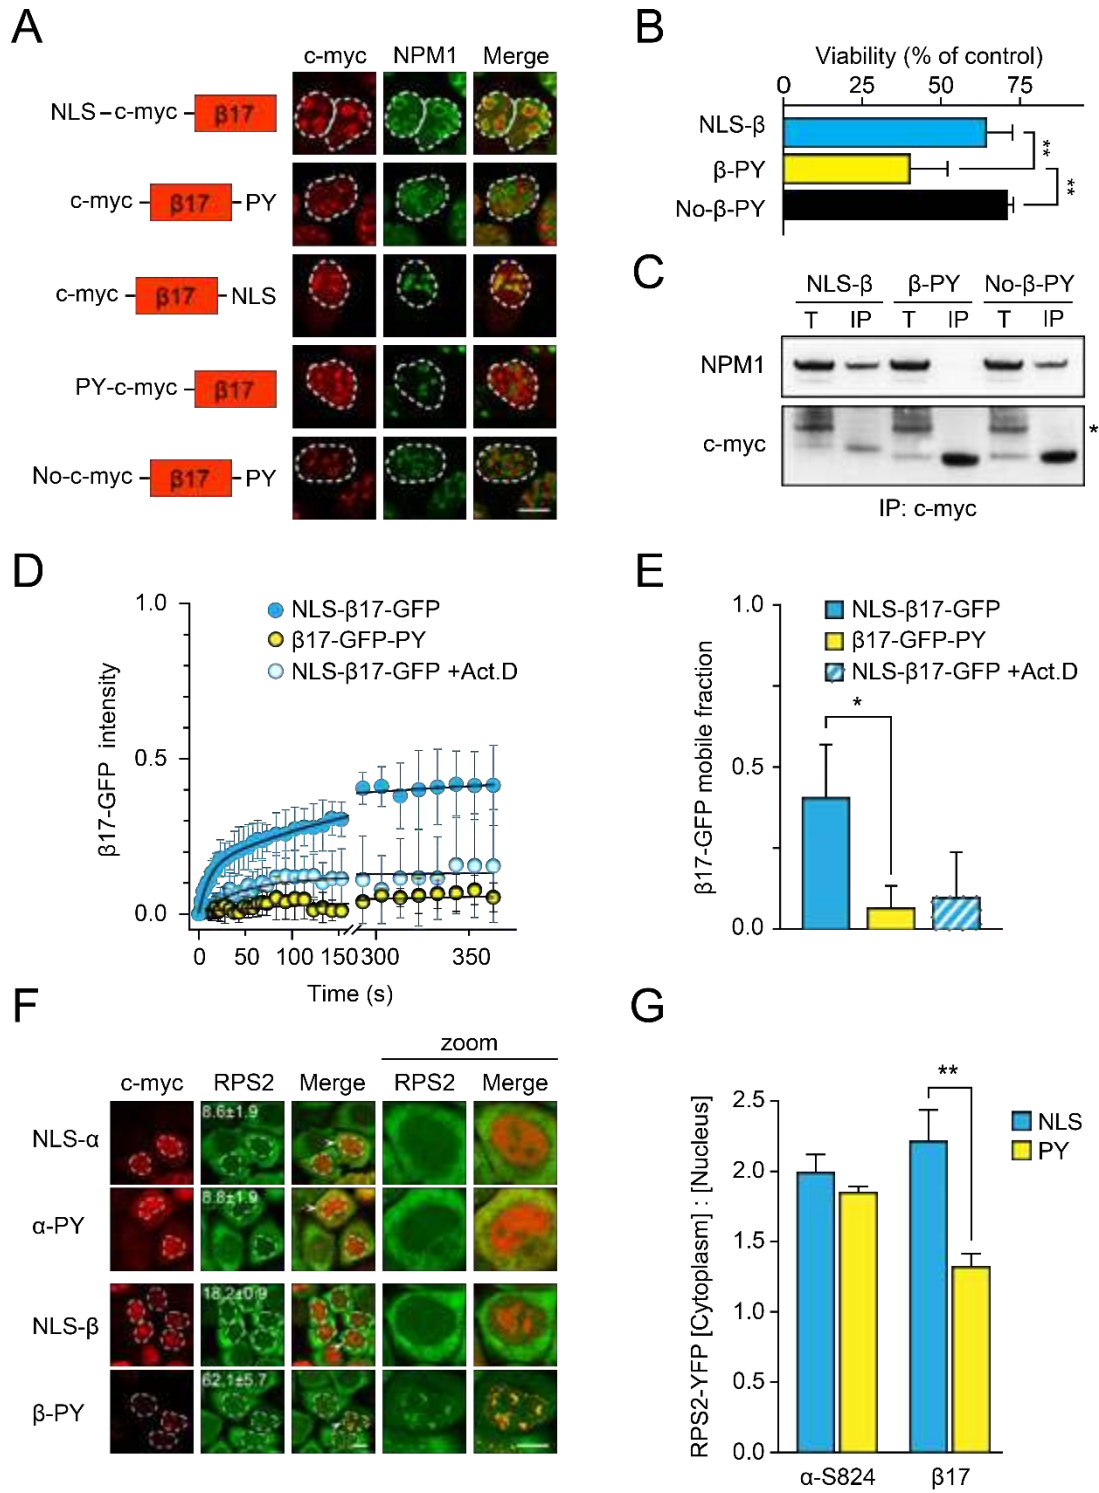 A
c-myc NPM1 Merge
NLS c-myc β17
c-myc β17 PY
c-myc β17 NLS
PY-c-myc β17
No-c-myc β17 PY
B
Viability (% of control)
0 25 50 75
NLS-β
β-PY
No-β-PY
**
**
C
NLS-β β-PY No-β-PY
T IP T IP T IP
NPM1
c-myc
*
IP: c-myc
D
NLS-β17-GFP
β17-GFP-PY
NLS-β17-GFP +Act.D
β17-GFP intensity
1.0
0.5
0.0
0 50 100 150 300 350
Time (s)
E
NLS-β17-GFP
β17-GFP-PY
NLS-β17-GFP +Act.D
β17-GFP mobile fraction
1.0
0.5
0.0
*
F
zoom
c-myc RPS2 Merge RPS2 Merge
NLS-α
8.6±1.9
α-PY
8.8±1.9
NLS-β
18.2±0.9
β-PY
62.1±5.7
G
RPS2-YFP [Cytoplasm] : [Nucleus]
2.5
2.0
1.5
1.0
0.5
0.0
**
NLS
PY
α-S824 β17